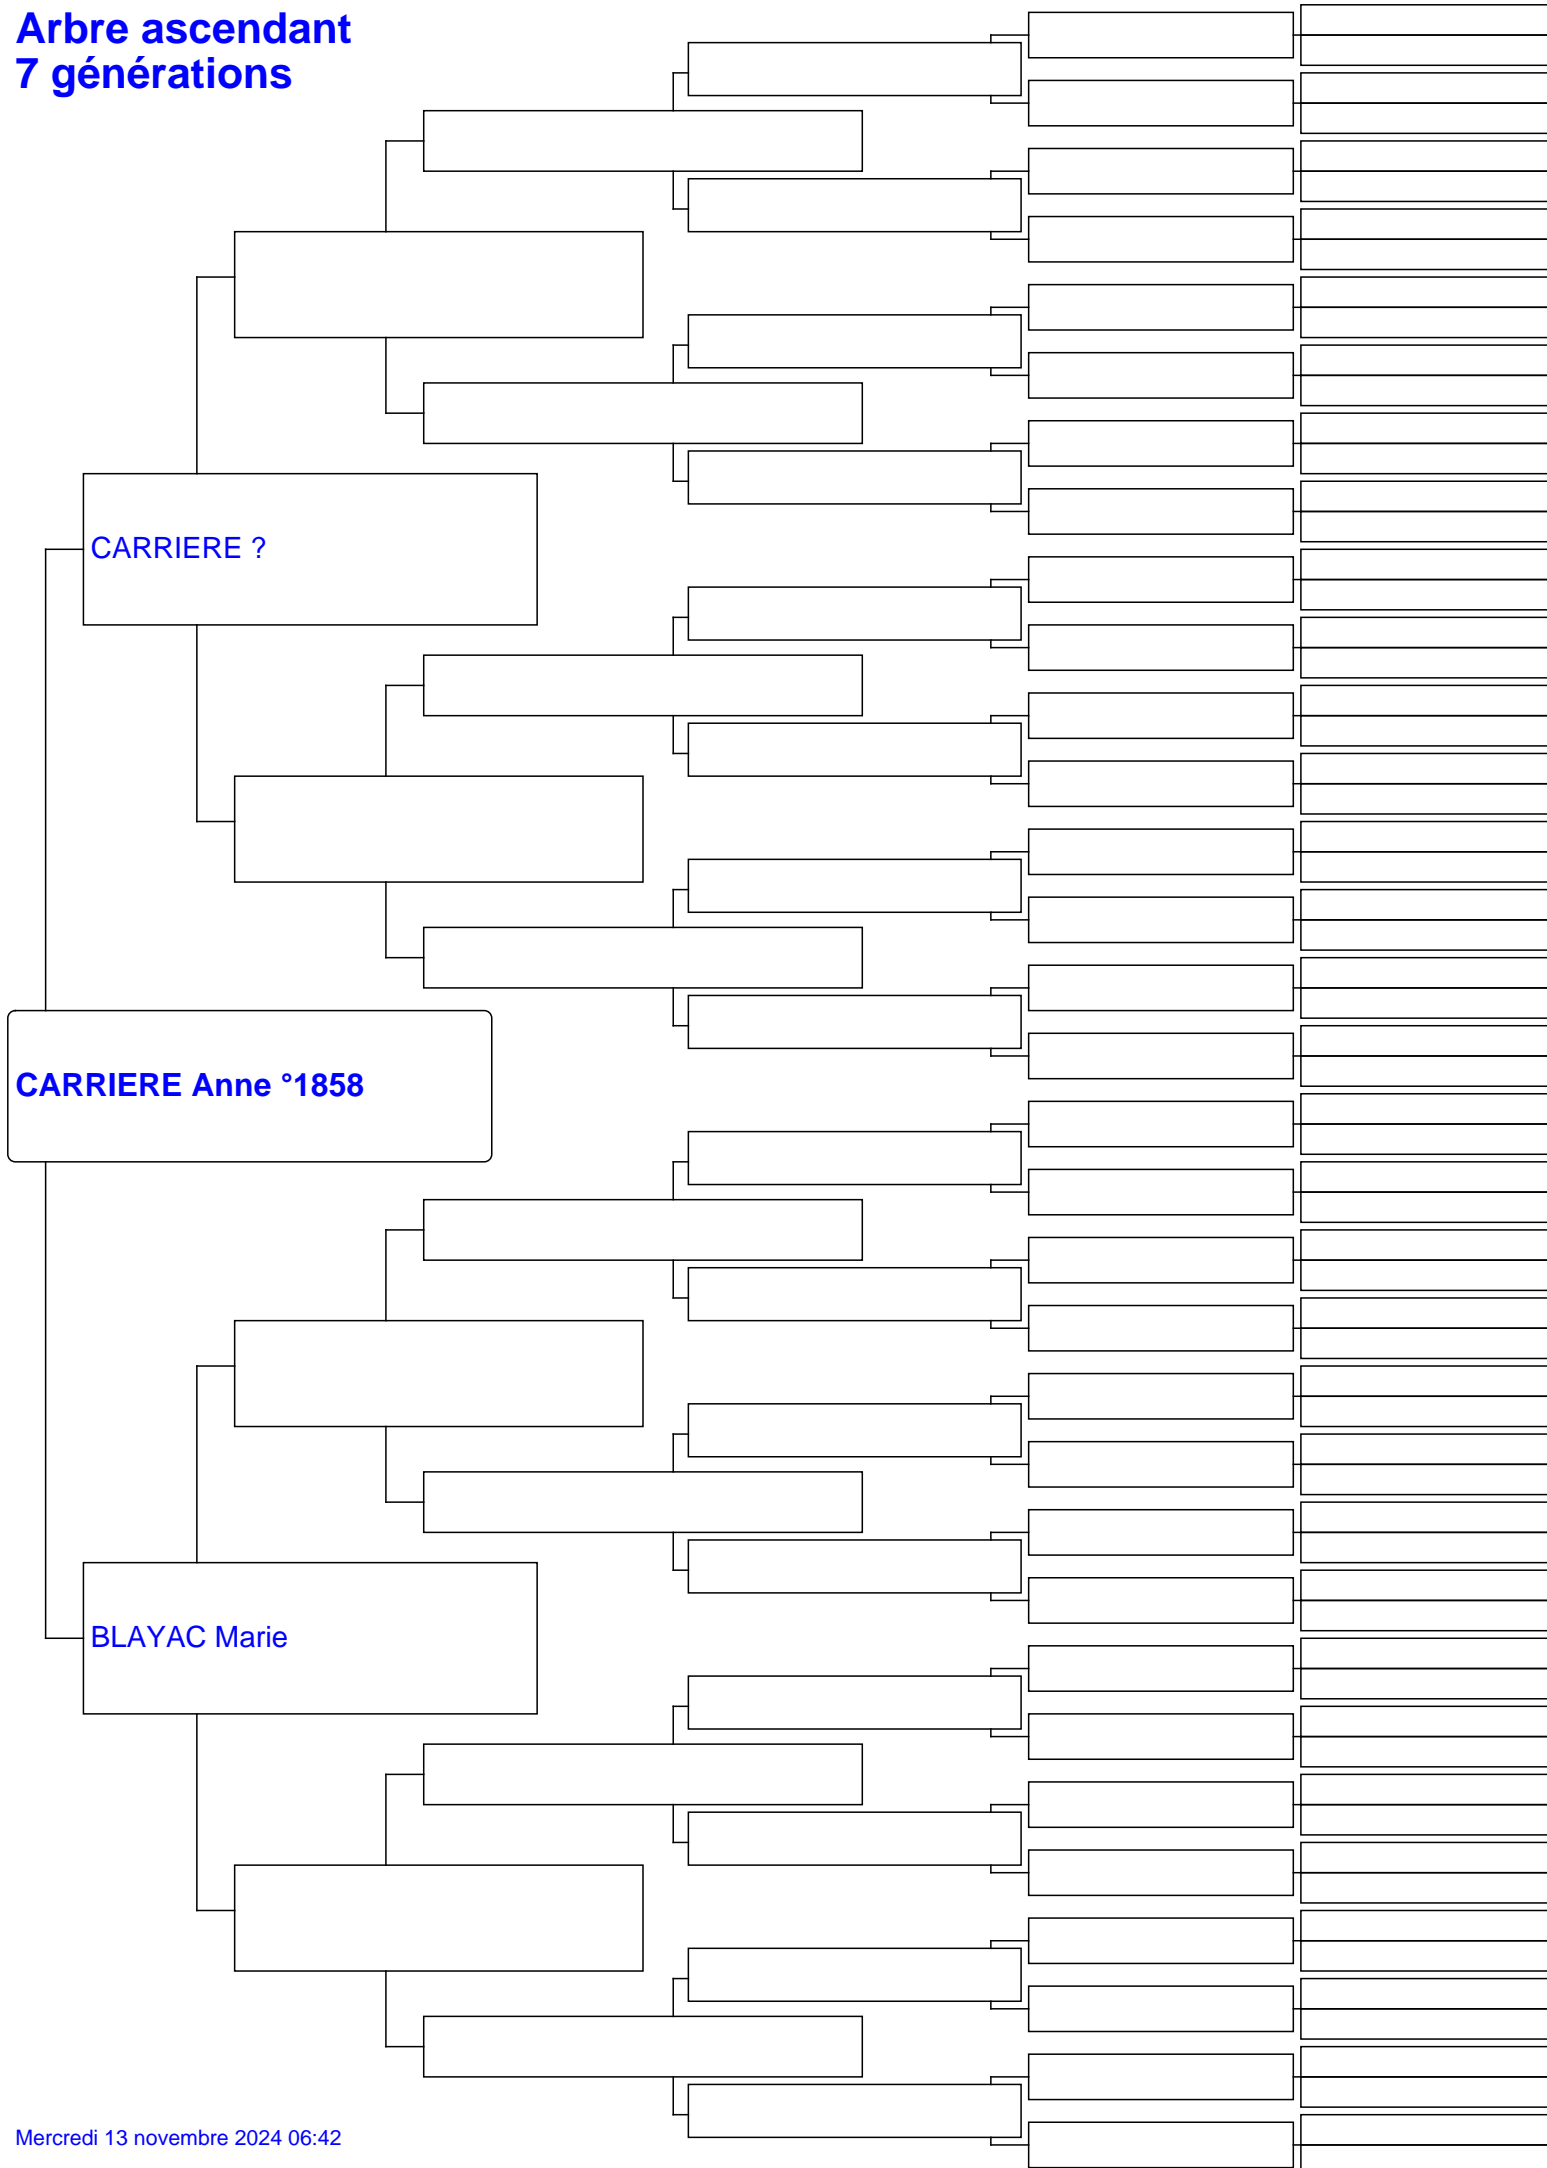 Arbre ascendant
7 générations
CARRIERE ?
CARRIERE Anne °1858
BLAYAC Marie
Mercredi 13 novembre 2024 06:42